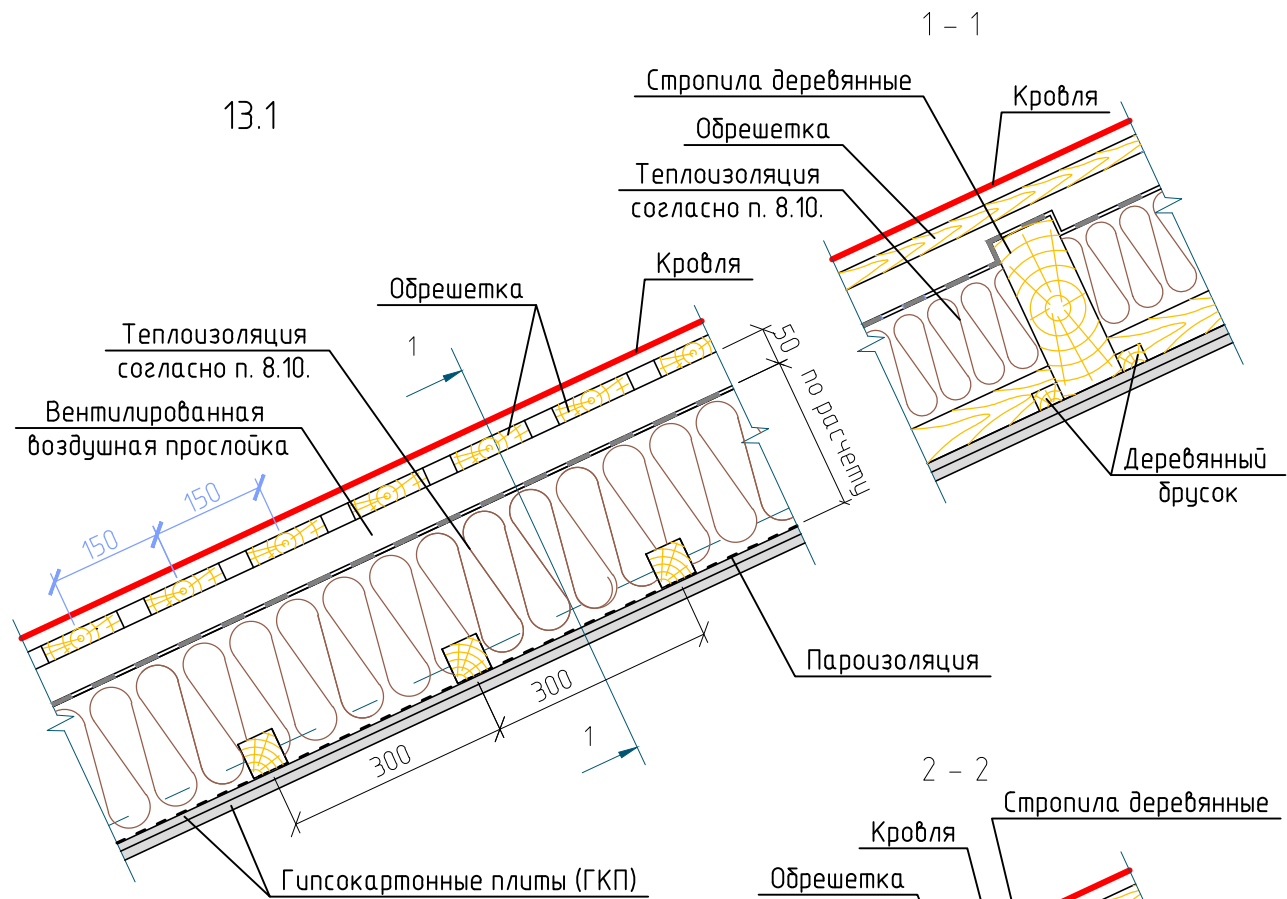 1 - 1
13.1
Стропила деревянные
Кровля
Обрешетка
Теплоизоляция
согласно п. 8.10.
Кровля
Обрешетка
Теплоизоляция
согласно п. 8.10.
1
50
по расчету
Вентилированная
воздушная прослойка
150
150
Деревянный
брусок
Пароизоляция
300
300
1
2 - 2
Стропила деревянные
Кровля
Обрешетка
Гипсокартонные плиты (ГКП)